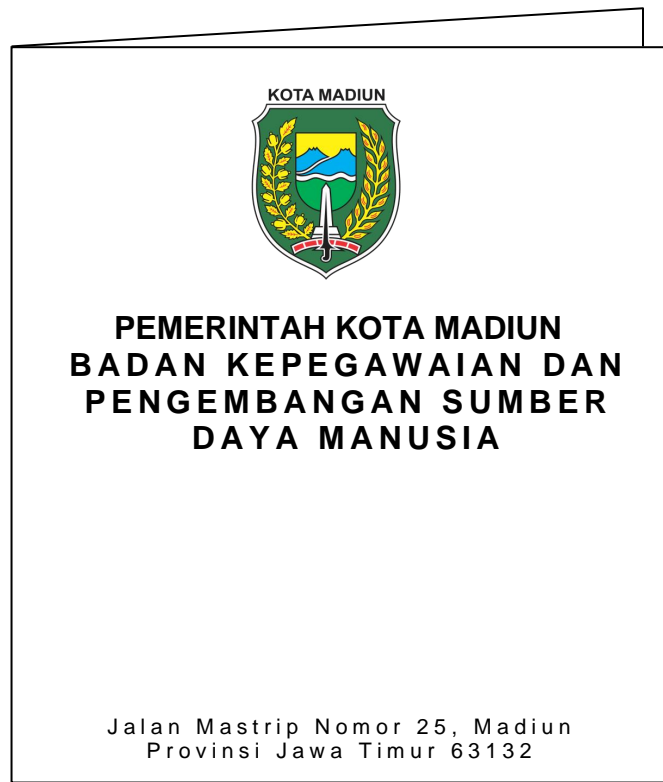 KOTA MADIUN
PEMERINTAH KOTA MADIUN
BADAN KEPEGAWAIAN DAN
PENGEMBANGAN SUMBER
DAYA MANUSIA
Jalan Mastrip Nomor 25, Madiun
Provinsi Jawa Timur 63132